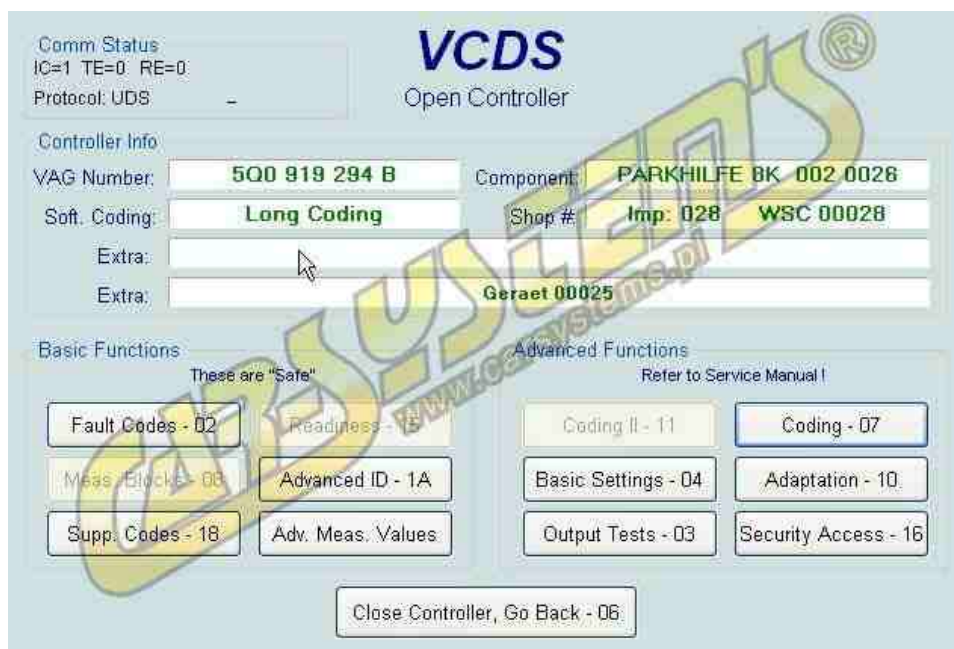 Comm Status
IC=1 TE=0 RE=0
Protocol: UDS –
VCDS
Open Controller
Controller Info
VAG Number: 5Q0 919 294 B Component: PARKHILFE 8K 002 0026
Soft. Coding: Long Coding Shop #: Imp: 028 WSC 00028
Extra:
Extra: Geraet 00025
CARSYSTEM'S ®
www.carsystems.pl
Basic Functions
These are "Safe"
Fault Codes - 02 Readiness - 15
Meas. Blocks - 08 Advanced ID - 1A
Supp. Codes - 18 Adv. Meas. Values
Advanced Functions
Refer to Service Manual !
Coding II - 11 Coding - 07
Basic Settings - 04 Adaptation - 10
Output Tests - 03 Security Access - 16
Close Controller, Go Back - 06